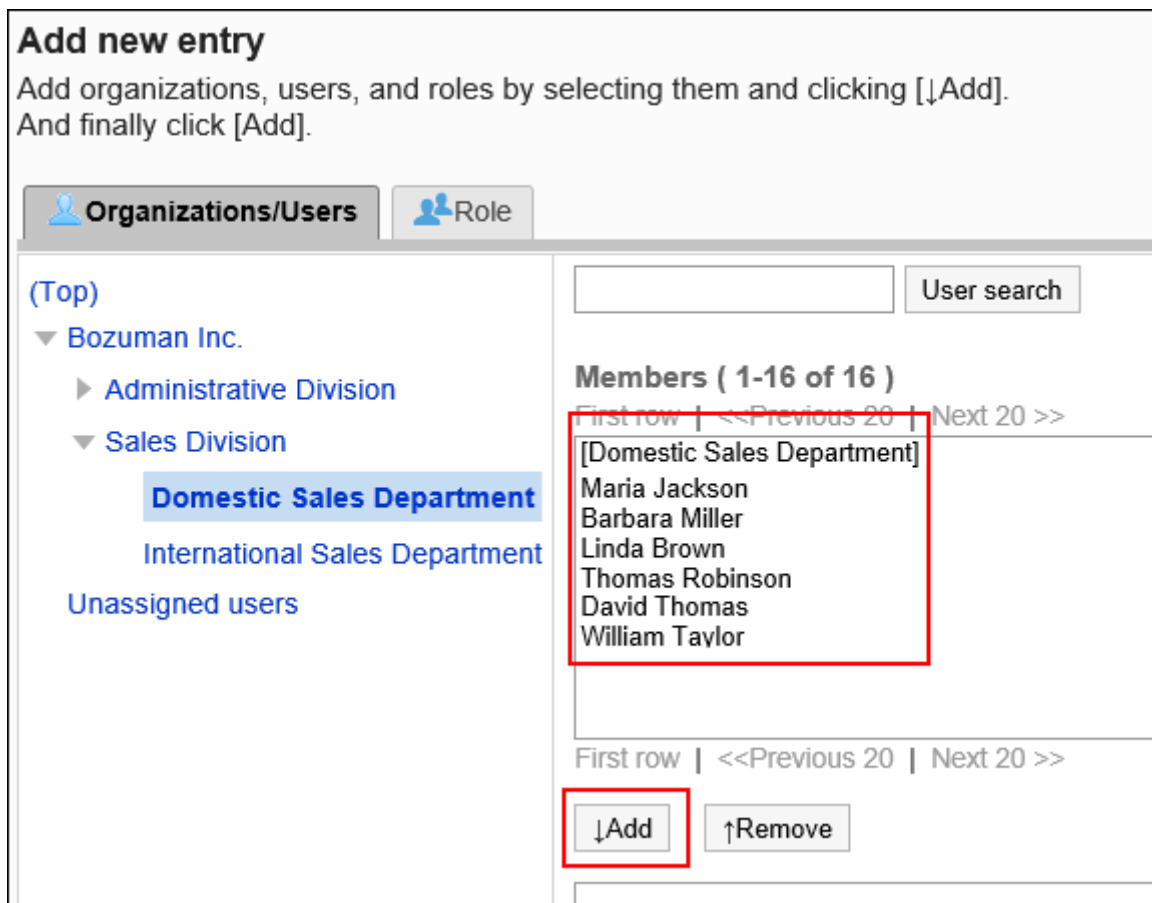 Add new entry
Add organizations, users, and roles by selecting them and clicking [↓Add].
And finally click [Add].
Organizations/Users
Role
(Top)
Bozuman Inc.
Administrative Division
Sales Division
Domestic Sales Department
International Sales Department
Unassigned users
User search
Members ( 1-16 of 16 )
First row | <<Previous 20 | Next 20 >>
[Domestic Sales Department]
Maria Jackson
Barbara Miller
Linda Brown
Thomas Robinson
David Thomas
William Taylor
First row | <<Previous 20 | Next 20 >>
↓Add
↑Remove